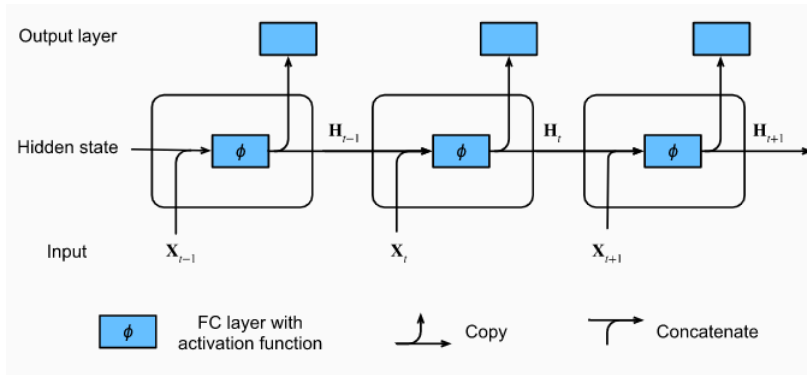 Output layer
H_{t−1}
H_t
H_{t+1}
Hidden state
ϕ
ϕ
ϕ
Input
X_{t−1}
X_t
X_{t+1}
ϕ
FC layer with
activation function
Copy
Concatenate